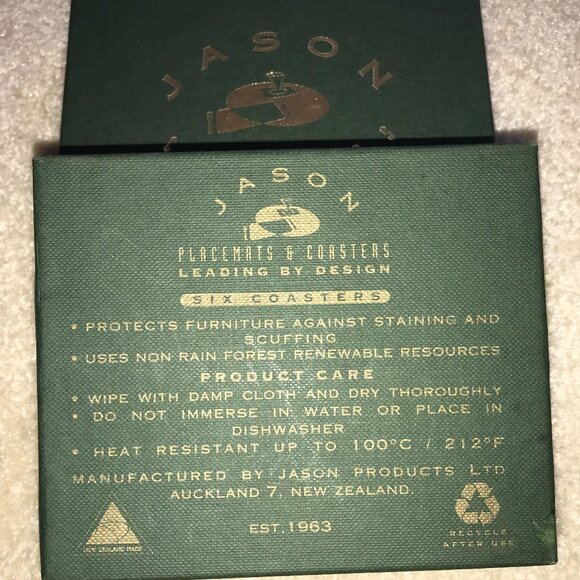 JASON
JASON
PLACEMATS & COASTERS
LEADING BY DESIGN
SIX COASTERS
• PROTECTS FURNITURE AGAINST STAINING AND
SCUFFING
• USES NON RAIN FOREST RENEWABLE RESOURCES
PRODUCT CARE
• WIPE WITH DAMP CLOTH AND DRY THOROUGHLY
• DO NOT IMMERSE IN WATER OR PLACE IN
DISHWASHER
• HEAT RESISTANT UP TO 100°C / 212°F
MANUFACTURED BY JASON PRODUCTS LTD
AUCKLAND 7, NEW ZEALAND.
EST.1963
NEW ZEALAND MADE
RECYCLE
AFTER USE